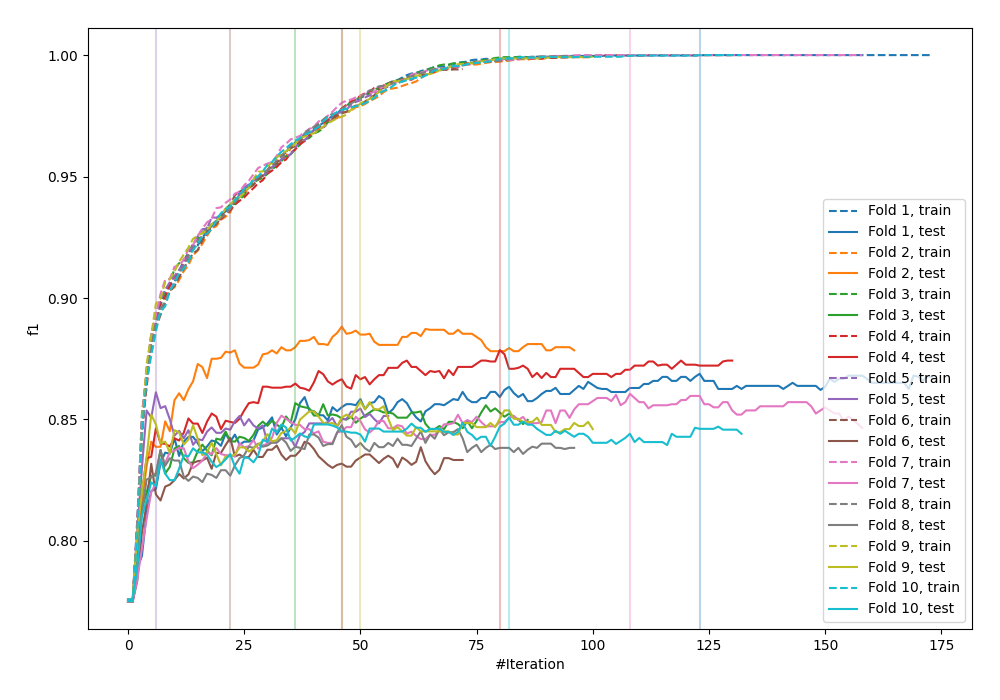 1.00
0.95
0.90
0.85
0.80
f1
0
25
50
75
100
125
150
175
#Iteration
Fold 1, train
Fold 1, test
Fold 2, train
Fold 2, test
Fold 3, train
Fold 3, test
Fold 4, train
Fold 4, test
Fold 5, train
Fold 5, test
Fold 6, train
Fold 6, test
Fold 7, train
Fold 7, test
Fold 8, train
Fold 8, test
Fold 9, train
Fold 9, test
Fold 10, train
Fold 10, test